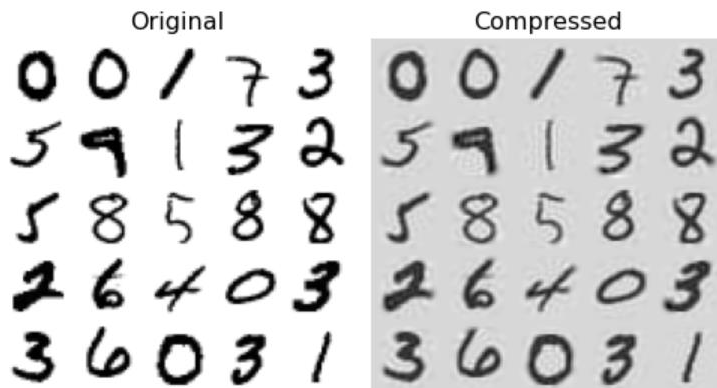 Original Compressed
0 0 1 7 3 0 0 1 7 3
5 9 1 3 2 5 9 1 3 2
5 8 5 8 8 5 8 5 8 8
2 6 4 0 3 2 6 4 0 3
3 6 0 3 1 3 6 0 3 1